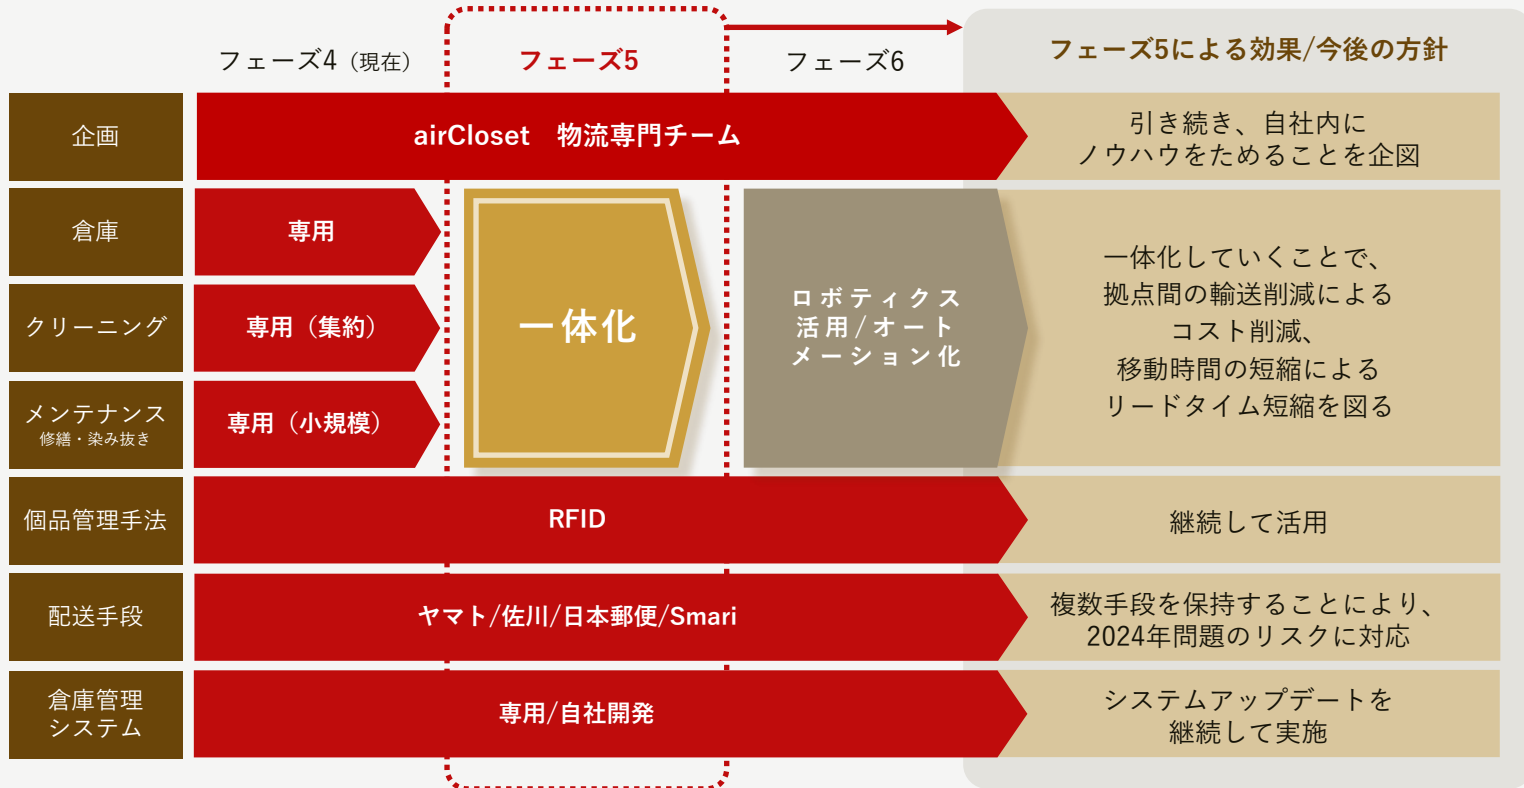 フェーズ4（現在）
フェーズ5
フェーズ6
フェーズ5による効果/今後の方針
企画
airCloset　物流専門チーム
引き続き、自社内に
ノウハウをためることを企図
倉庫
専用
クリーニング
専用（集約）
メンテナンス
修繕・染み抜き
専用（小規模）
一体化
ロボティクス
活用/オート
メーション化
一体化していくことで、
拠点間の輸送削減による
コスト削減、
移動時間の短縮による
リードタイム短縮を図る
個品管理手法
RFID
継続して活用
配送手段
ヤマト/佐川/日本郵便/Smari
複数手段を保持することにより、
2024年問題のリスクに対応
倉庫管理
システム
専用/自社開発
システムアップデートを
継続して実施